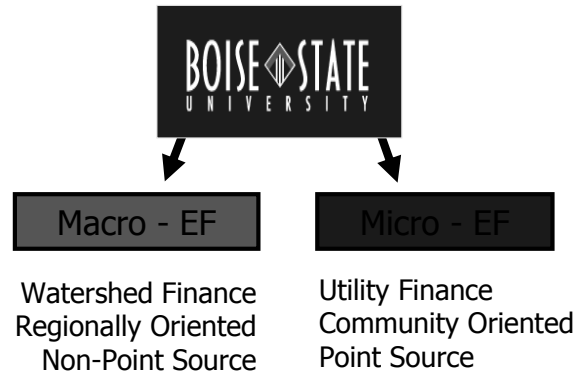 BOISE STATE
UNIVERSITY
Macro - EF
Micro - EF
Watershed Finance
Regionally Oriented
Non-Point Source
Utility Finance
Community Oriented
Point Source